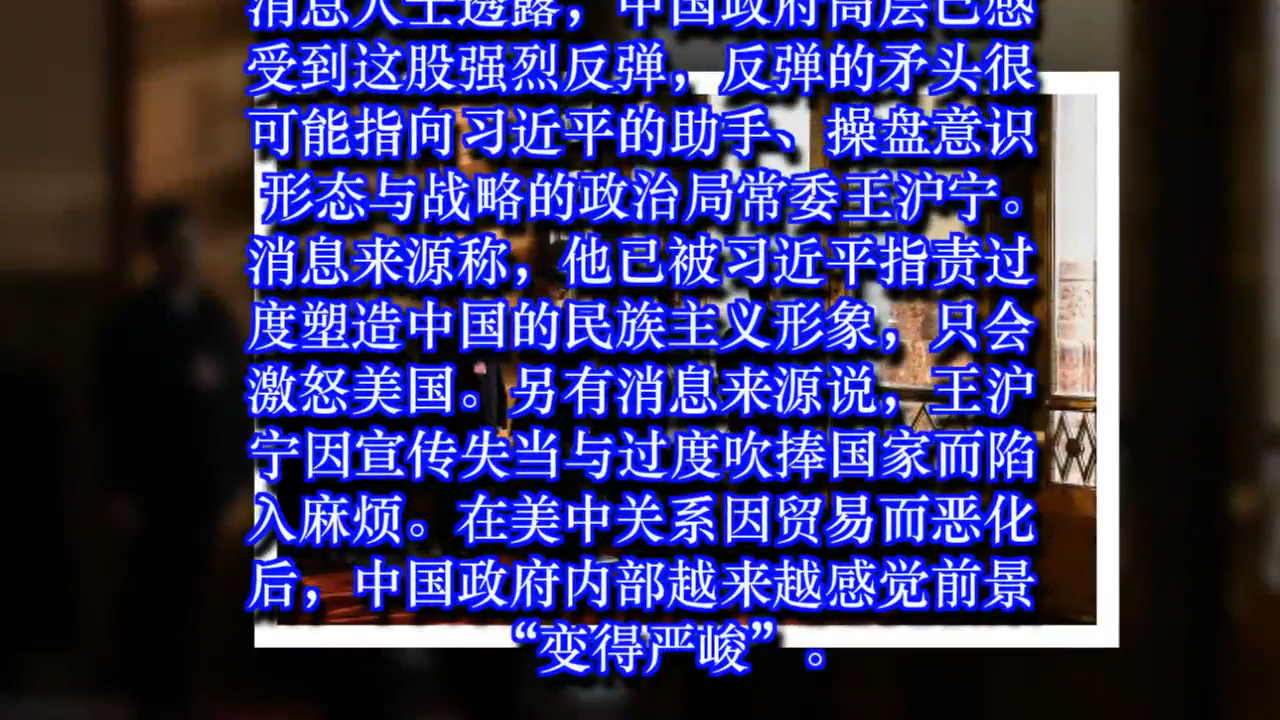 消息人士透露，中国政府高层已感
受到这股强烈反弹，反弹的矛头很
可能指向习近平的助手、操盘意识
形态与战略的政治局常委王沪宁。
消息来源称，他已被习近平指责过
度塑造中国的民族主义形象，只会
激怒美国。另有消息来源说，王沪
宁因宣传失当与过度吹捧国家而陷
入麻烦。在美中关系因贸易而恶化
后，中国政府内部越来越感觉前景
“变得严峻”。